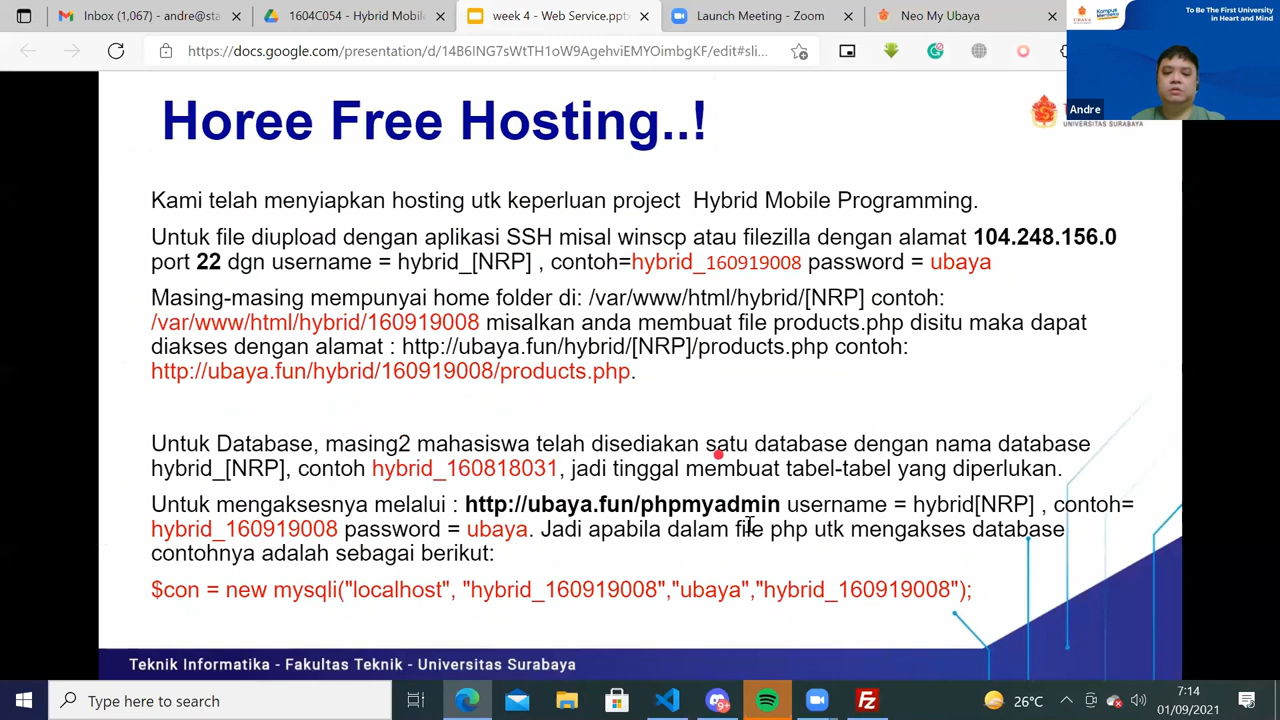 Inbox (1,067) - andre@sta
1604C054 - Hybrid Mobile
week 4 - Web Service.pptx
Launch Meeting - Zoom
Neo My Ubaya
To Be The First University
in Heart and Mind
https://docs.google.com/presentation/d/14B6ING7sWtTH1oW9AgehviEMYOimbgKF/edit#sli...
Andre
Horee Free Hosting..!
UNIVERSITAS SURABAYA
Kami telah menyiapkan hosting utk keperluan project Hybrid Mobile Programming.
Untuk file diupload dengan aplikasi SSH misal winscp atau filezilla dengan alamat 104.248.156.0
port 22 dgn username = hybrid_[NRP] , contoh=hybrid_160919008 password = ubaya
Masing-masing mempunyai home folder di: /var/www/html/hybrid/[NRP] contoh:
/var/www/html/hybrid/160919008 misalkan anda membuat file products.php disitu maka dapat
diakses dengan alamat : http://ubaya.fun/hybrid/[NRP]/products.php contoh:
http://ubaya.fun/hybrid/160919008/products.php.
Untuk Database, masing2 mahasiswa telah disediakan satu database dengan nama database
hybrid_[NRP], contoh hybrid_160818031, jadi tinggal membuat tabel-tabel yang diperlukan.
Untuk mengaksesnya melalui : http://ubaya.fun/phpmyadmin username = hybrid[NRP] , contoh=
hybrid_160919008 password = ubaya. Jadi apabila dalam file php utk mengakses database
contohnya adalah sebagai berikut:
$con = new mysqli("localhost", "hybrid_160919008","ubaya","hybrid_160919008");
Teknik Informatika - Fakultas Teknik - Universitas Surabaya
Type here to search
26°C
7:14
01/09/2021